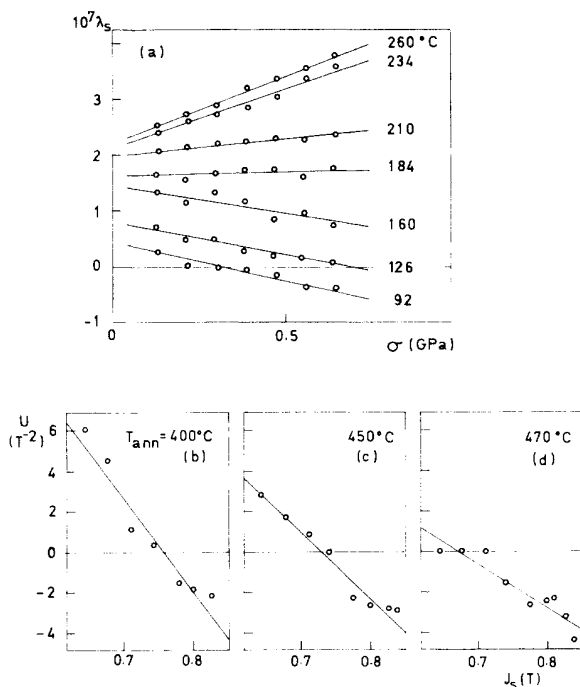 10⁷λₛ
(a)
260°C
234
3
210
2
184
160
1
126
0
92
-1
0
0.5
σ (GPa)
U
(T⁻²)
6
4
2
0
-2
-4
T_ann = 400°C
(b)
450°C
(c)
470°C
(d)
0.7
0.8
0.7
0.8
0.7
0.8
Jₛ(T)